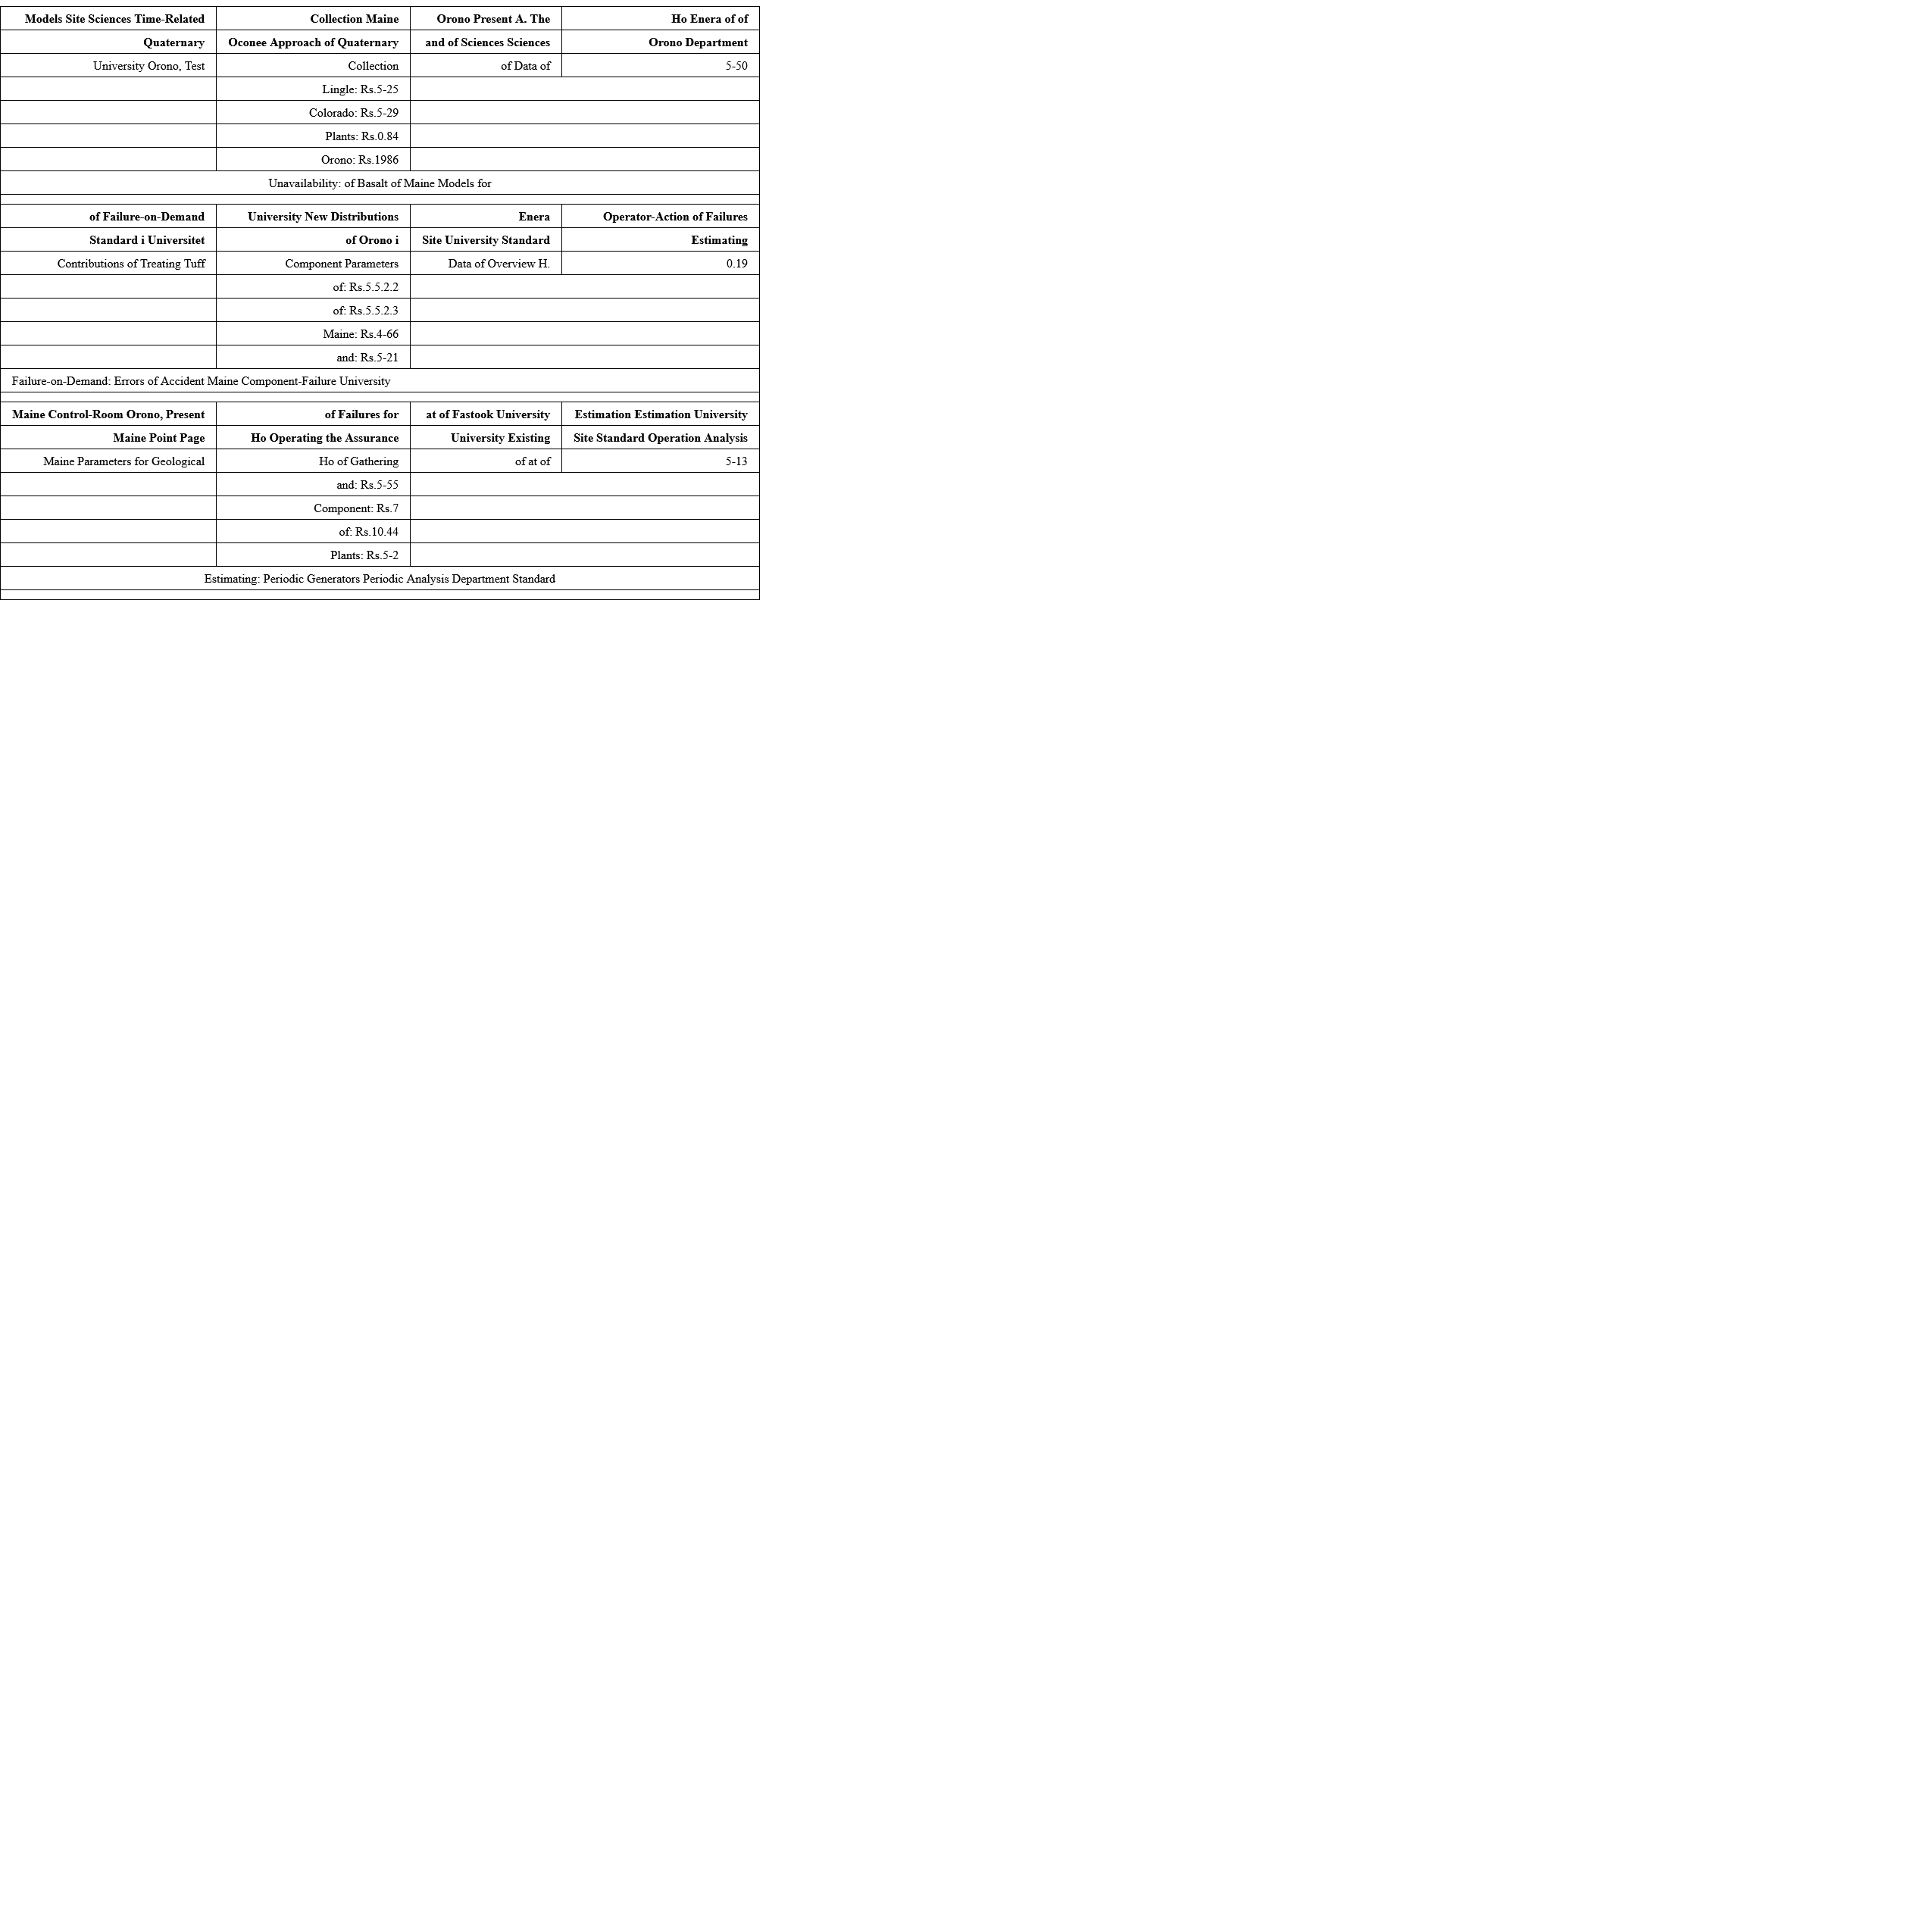 Models Site Sciences Time-Related Collection Maine Orono Present A. The Ho Enera of of
Quaternary Oconee Approach of Quaternary and of Sciences Sciences Orono Department
University Orono, Test Collection of Data of 5-50
Lingle: Rs.5-25
Colorado: Rs.5-29
Plants: Rs.0.84
Orono: Rs.1986
Unavailability: of Basalt of Maine Models for
of Failure-on-Demand University New Distributions Enera Operator-Action of Failures
Standard i Universitet of Orono i Site University Standard Estimating
Contributions of Treating Tuff Component Parameters Data of Overview H. 0.19
of: Rs.5.5.2.2
of: Rs.5.5.2.3
Maine: Rs.4-66
and: Rs.5-21
Failure-on-Demand: Errors of Accident Maine Component-Failure University
Maine Control-Room Orono, Present of Failures for at of Fastook University Estimation Estimation University
Maine Point Page Ho Operating the Assurance University Existing Site Standard Operation Analysis
Maine Parameters for Geological Ho of Gathering of at of 5-13
and: Rs.5-55
Component: Rs.7
of: Rs.10.44
Plants: Rs.5-2
Estimating: Periodic Generators Periodic Analysis Department Standard